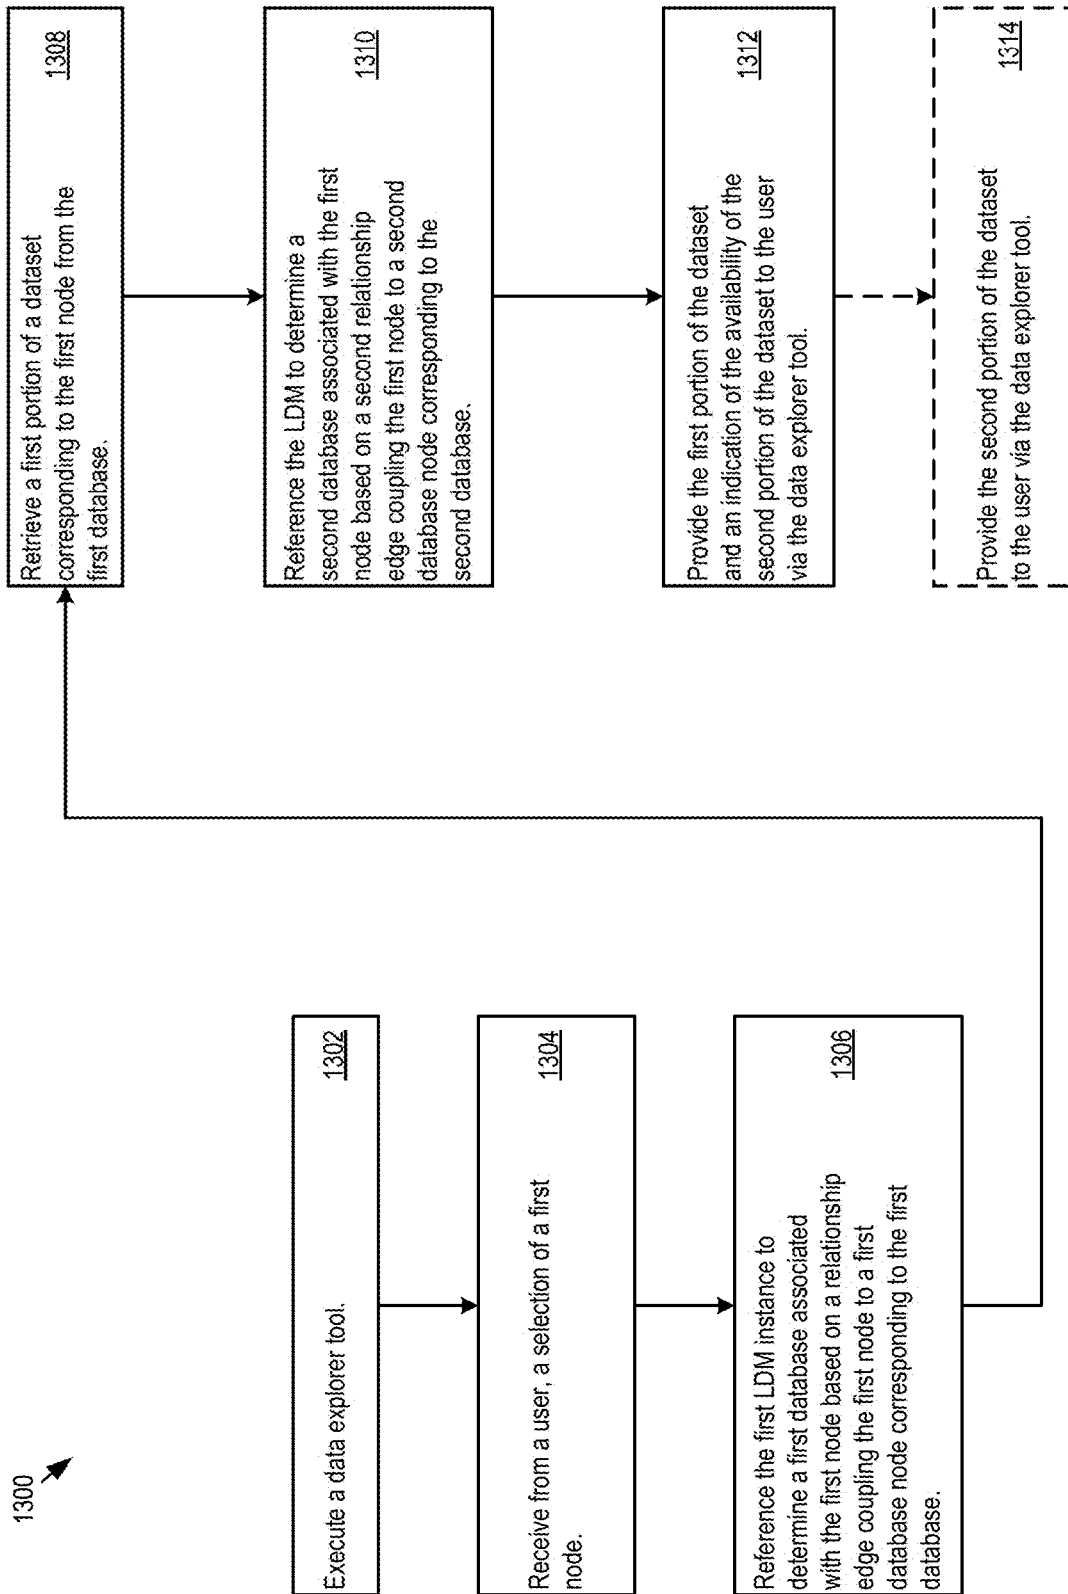 1300
Execute a data explorer tool.
1302
Receive from a user, a selection of a first
node.
1304
Reference the first LDM instance to
determine a first database associated
with the first node based on a relationship
edge coupling the first node to a first
database node corresponding to the first
database.
1306
Retrieve a first portion of a dataset
corresponding to the first node from the
first database.
1308
Reference the LDM to determine a
second database associated with the first
node based on a second relationship
edge coupling the first node to a second
database node corresponding to the
second database.
1310
Provide the first portion of the dataset
and an indication of the availability of the
second portion of the dataset to the user
via the data explorer tool.
1312
Provide the second portion of the dataset
to the user via the data explorer tool.
1314